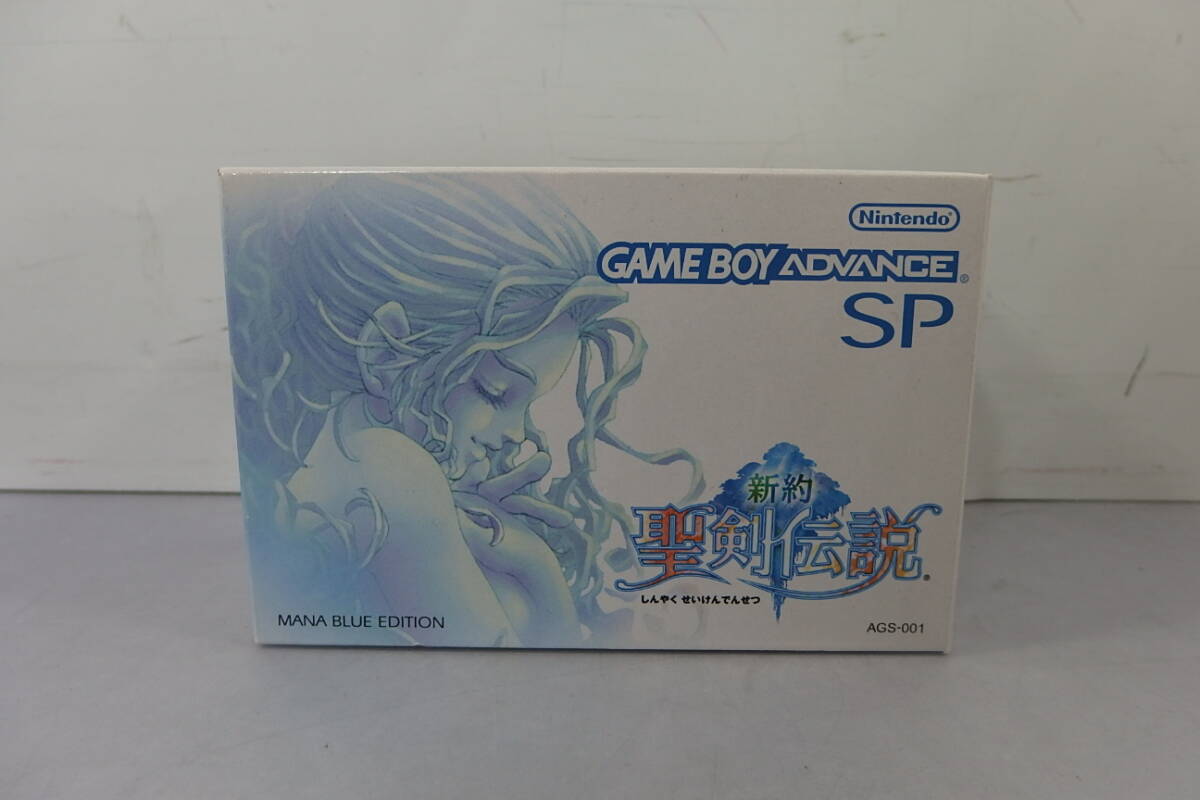 Nintendo®
GAME BOY ADVANCE®
SP
新約
聖剣伝説®
しんやく せいけんでんせつ
MANA BLUE EDITION
AGS-001